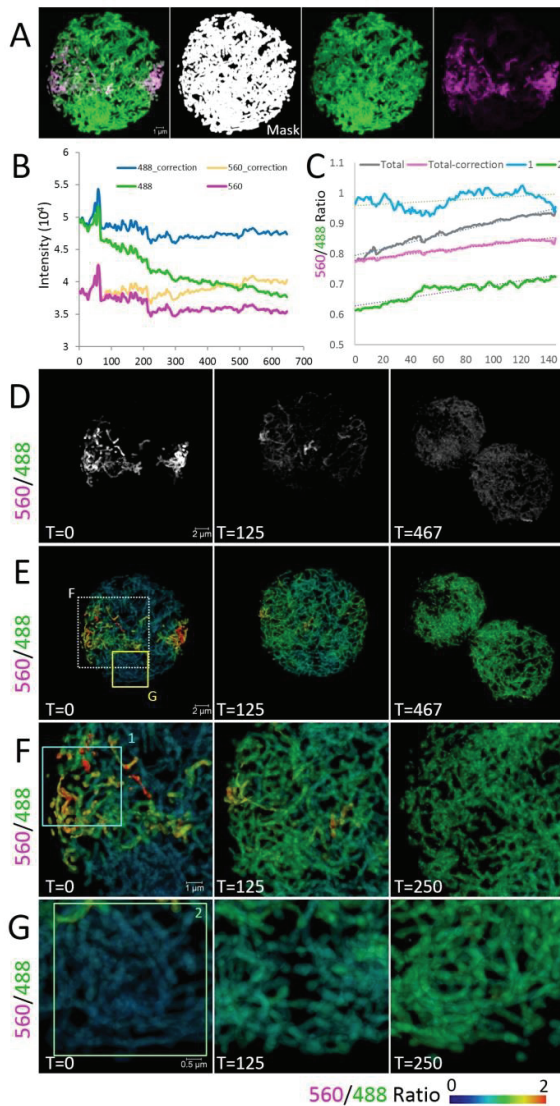 A
1 μm
Mask
B
C
488_correction
560_correction
488
560
Total
Total-correction
1
Intensity (10⁴)
5.5
5
4.5
4
3.5
3
0
100
200
300
400
500
600
700
560/488 Ratio
1.1
1
0.9
0.8
0.7
0.6
0.5
0
20
40
60
80
100
120
140
D
560/488
T=0
2 μm
T=125
T=467
E
560/488
F
G
T=0
2 μm
T=125
T=467
F
560/488
1
T=0
1 μm
T=125
T=250
G
560/488
2
T=0
0.5 μm
T=125
T=250
560/488 Ratio
0
2